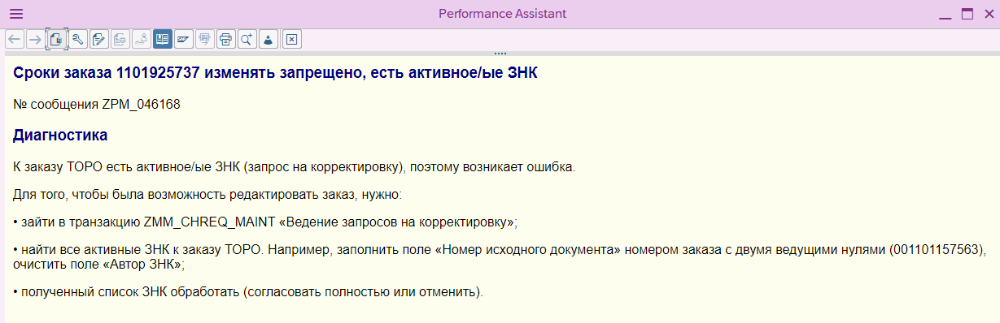 Performance Assistant
Сроки заказа 1101925737 изменять запрещено, есть активное/ые ЗНК
№ сообщения ZPM_046168
Диагностика
К заказу ТОРО есть активное/ые ЗНК (запрос на корректировку), поэтому возникает ошибка.
Для того, чтобы была возможность редактировать заказ, нужно:
• зайти в транзакцию ZMM_CHREQ_MAINT «Ведение запросов на корректировку»;
• найти все активные ЗНК к заказу ТОРО. Например, заполнить поле «Номер исходного документа» номером заказа с двумя ведущими нулями (001101157563),
очистить поле «Автор ЗНК»;
• полученный список ЗНК обработать (согласовать полностью или отменить).